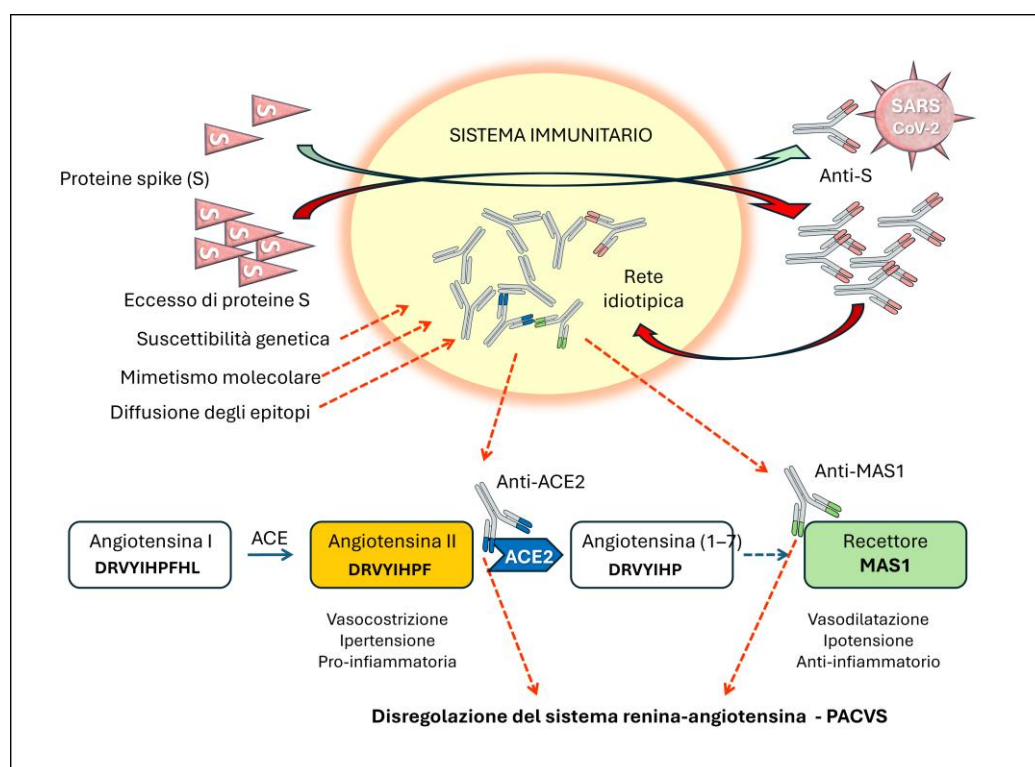 SISTEMA IMMUNITARIO
S
S
SARS
CoV-2
Proteine spike (S)
Anti-S
S
S
S
S
S
Eccesso di proteine S
Rete
idiotipica
Suscettibilità genetica
Mimetismo molecolare
Diffusione degli epitopi
Anti-ACE2
Anti-MAS1
Angiotensina I
DRVYIHPFHL
ACE
Angiotensina II
DRVYIHPF
ACE2
Angiotensina (1–7)
DRVYIHP
Recettore
MAS1
Vasocostrizione
Ipertensione
Pro-infiammatoria
Vasodilatazione
Ipotensione
Anti-infiammatorio
Disregolazione del sistema renina-angiotensina - PACVS